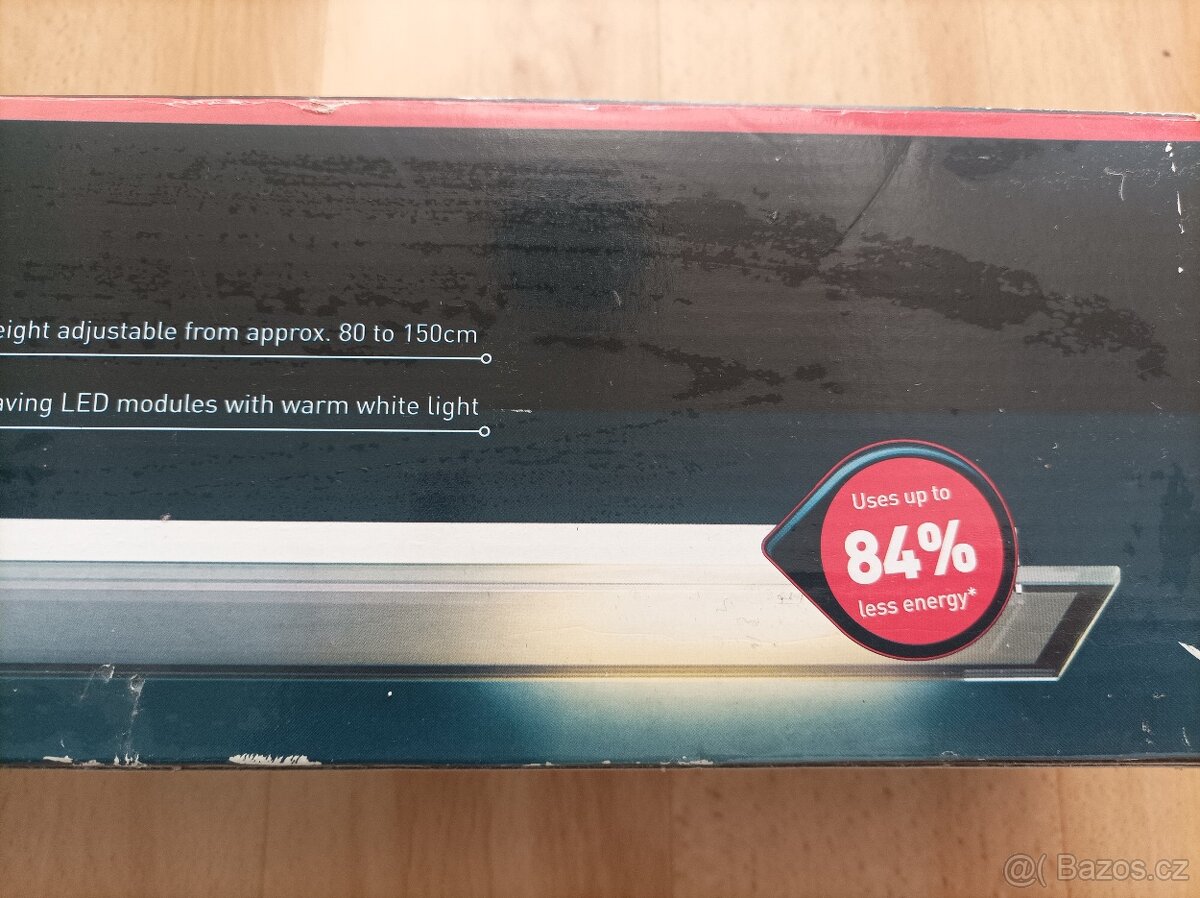 eight adjustable from approx. 80 to 150cm
aving LED modules with warm white light
Uses up to
84%
less energy*
@( Bazos.cz